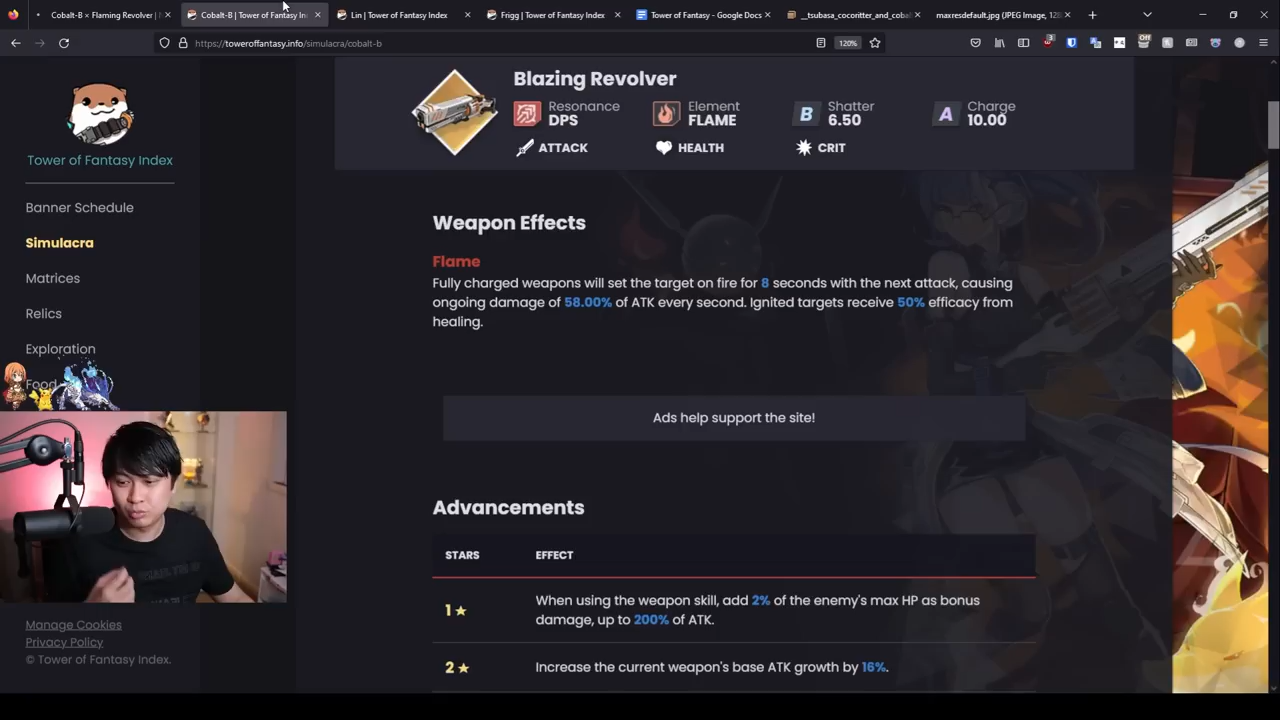 Cobalt-B × Flaming Revolver |
Cobalt-B | Tower of Fantasy In
Lin | Tower of Fantasy Index
Frigg | Tower of Fantasy Index
Tower of Fantasy - Google Docs
__tsubasa_cocoritter_and_cobal
maxresdefault.jpg (JPEG Image, 128
https://toweroffantasy.info/simulacra/cobalt-b
120%
Off
Tower of Fantasy Index
Banner Schedule
Simulacra
Matrices
Relics
Exploration
Food
Manage Cookies
Privacy Policy
© Tower of Fantasy Index.
Blazing Revolver
Resonance
DPS
Element
FLAME
B
Shatter
6.50
A
Charge
10.00
ATTACK
HEALTH
CRIT
Weapon Effects
Flame
Fully charged weapons will set the target on fire for 8 seconds with the next attack, causing
ongoing damage of 58.00% of ATK every second. Ignited targets receive 50% efficacy from
healing.
Ads help support the site!
Advancements
STARS
EFFECT
1★
When using the weapon skill, add 2% of the enemy's max HP as bonus
damage, up to 200% of ATK.
2★
Increase the current weapon's base ATK growth by 16%.